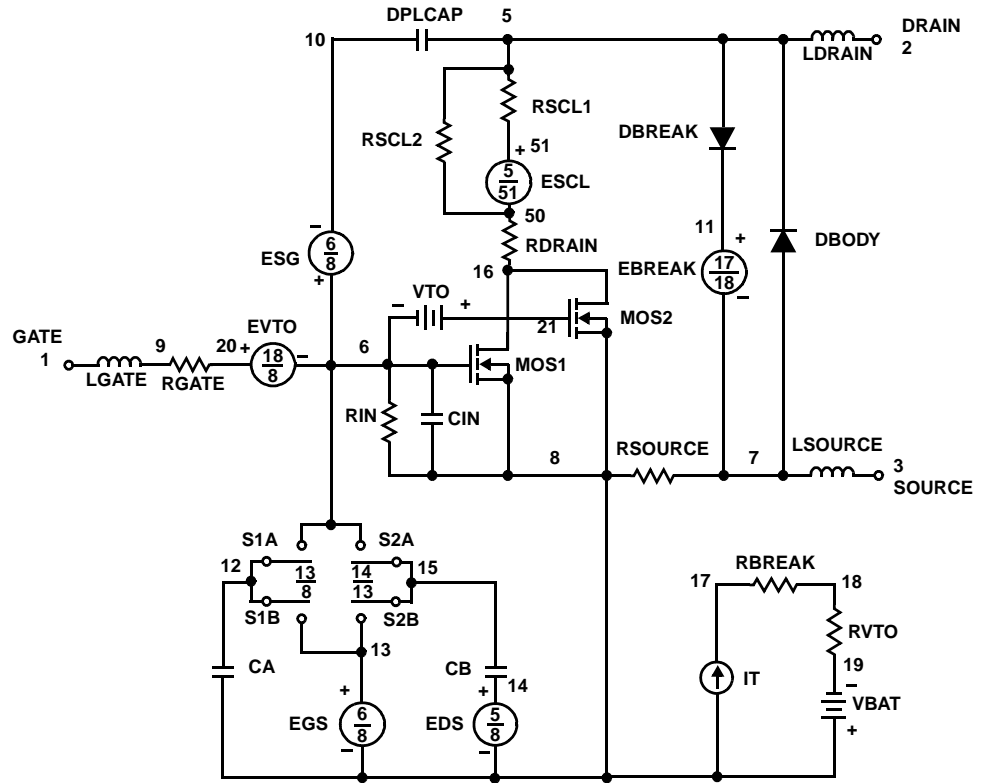 DPLCAP 5
10
DRAIN
2
LDRAIN
RSCL1
RSCL2
DBREAK
+ 51
5
51
ESCL
50
RDRAIN
11
+
DBODY
−
6
8
ESG
+
16
EBREAK
17
18
−
− VTO +
21
MOS2
GATE
1
9
LGATE
RGATE
20
EVTO
+
18
8
−
6
MOS1
RIN
CIN
8
RSOURCE
7
LSOURCE
3
SOURCE
S1A
S2A
12
13
8
14
13
15
S1B
S2B
13
CA
CB
14
+
EGS
6
8
−
+
EDS
5
8
−
RBREAK
17
18
RVTO
19
IT
−
VBAT
+